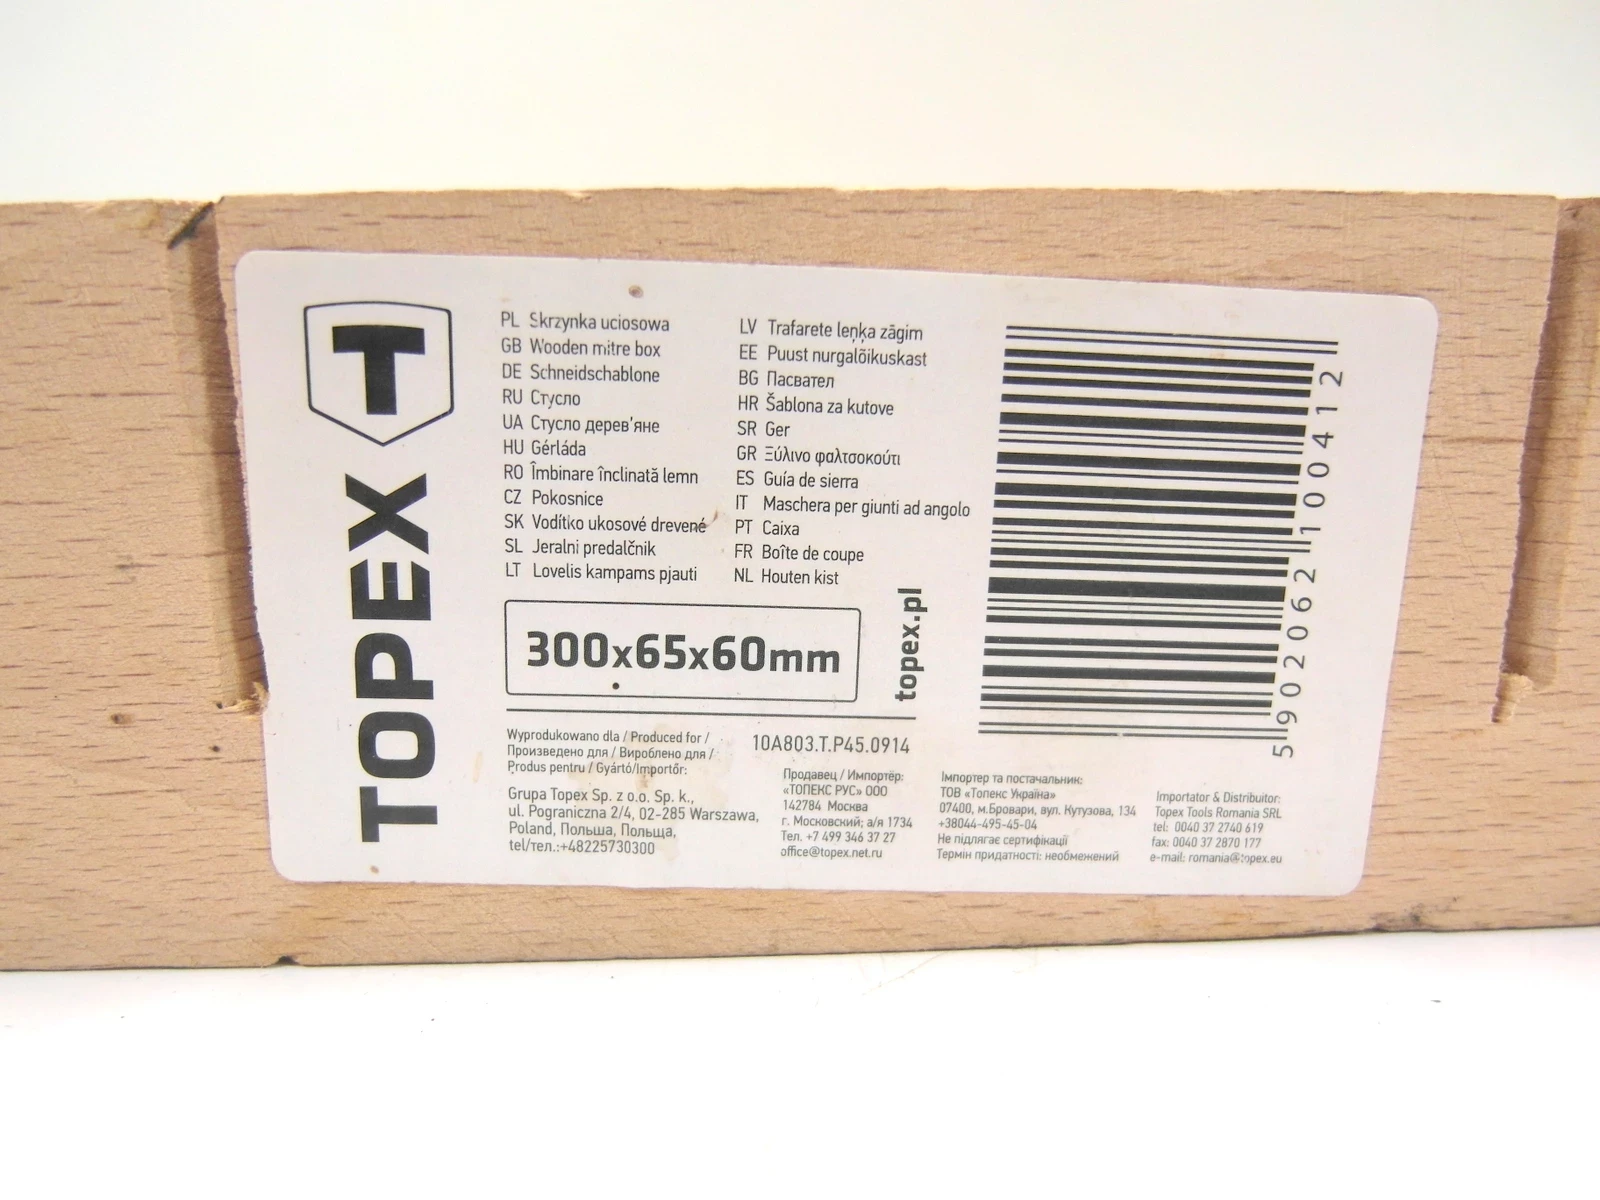 T
TOPEX
PL Skrzynka uciosowa
GB Wooden mitre box
DE Schneidschablone
RU Стусло
UA Стусло дерев'яне
HU Gérláda
RO Îmbinare înclinată lemn
CZ Pokosnice
SK Vodítko ukosové drevené
SL Jeralni predalčnik
LT Lovelis kampams pjauti
LV Trafarete leņķa zāgim
EE Puust nurgalõikuskast
BG Пасвател
HR Šablona za kutove
SR Ger
GR Ξύλινο φαλτσοκούτι
ES Guía de sierra
IT Maschera per giunti ad angolo
PT Caixa
FR Boîte de coupe
NL Houten kist
300x65x60mm
topex.pl
5902062100412
Wyprodukowano dla / Produced for /
Произведено для / Вироблено для /
Produs pentru / Gyártó/Importőr:
Grupa Topex Sp. z o.o. Sp. k.,
ul. Pograniczna 2/4, 02-285 Warszawa,
Poland, Польша, Польща,
tel/тел.:+48225730300
10A803.T.P45.0914
Продавец / Импортёр:
«ТОПЕКС РУС» ООО
142784 Москва
г. Московский; а/я 1734
Тел. +7 499 346 37 27
office@topex.net.ru
Імпортер та постачальник:
ТОВ «Топекс Україна»
07400, м.Бровари, вул. Кутузова, 134
+38044-495-45-04
Не підлягає сертифікації
Термін придатності: необмежений
Importator & Distribuitor:
Topex Tools Romania SRL
tel: 0040 37 2740 619
fax: 0040 37 2870 177
e-mail: romania@topex.eu